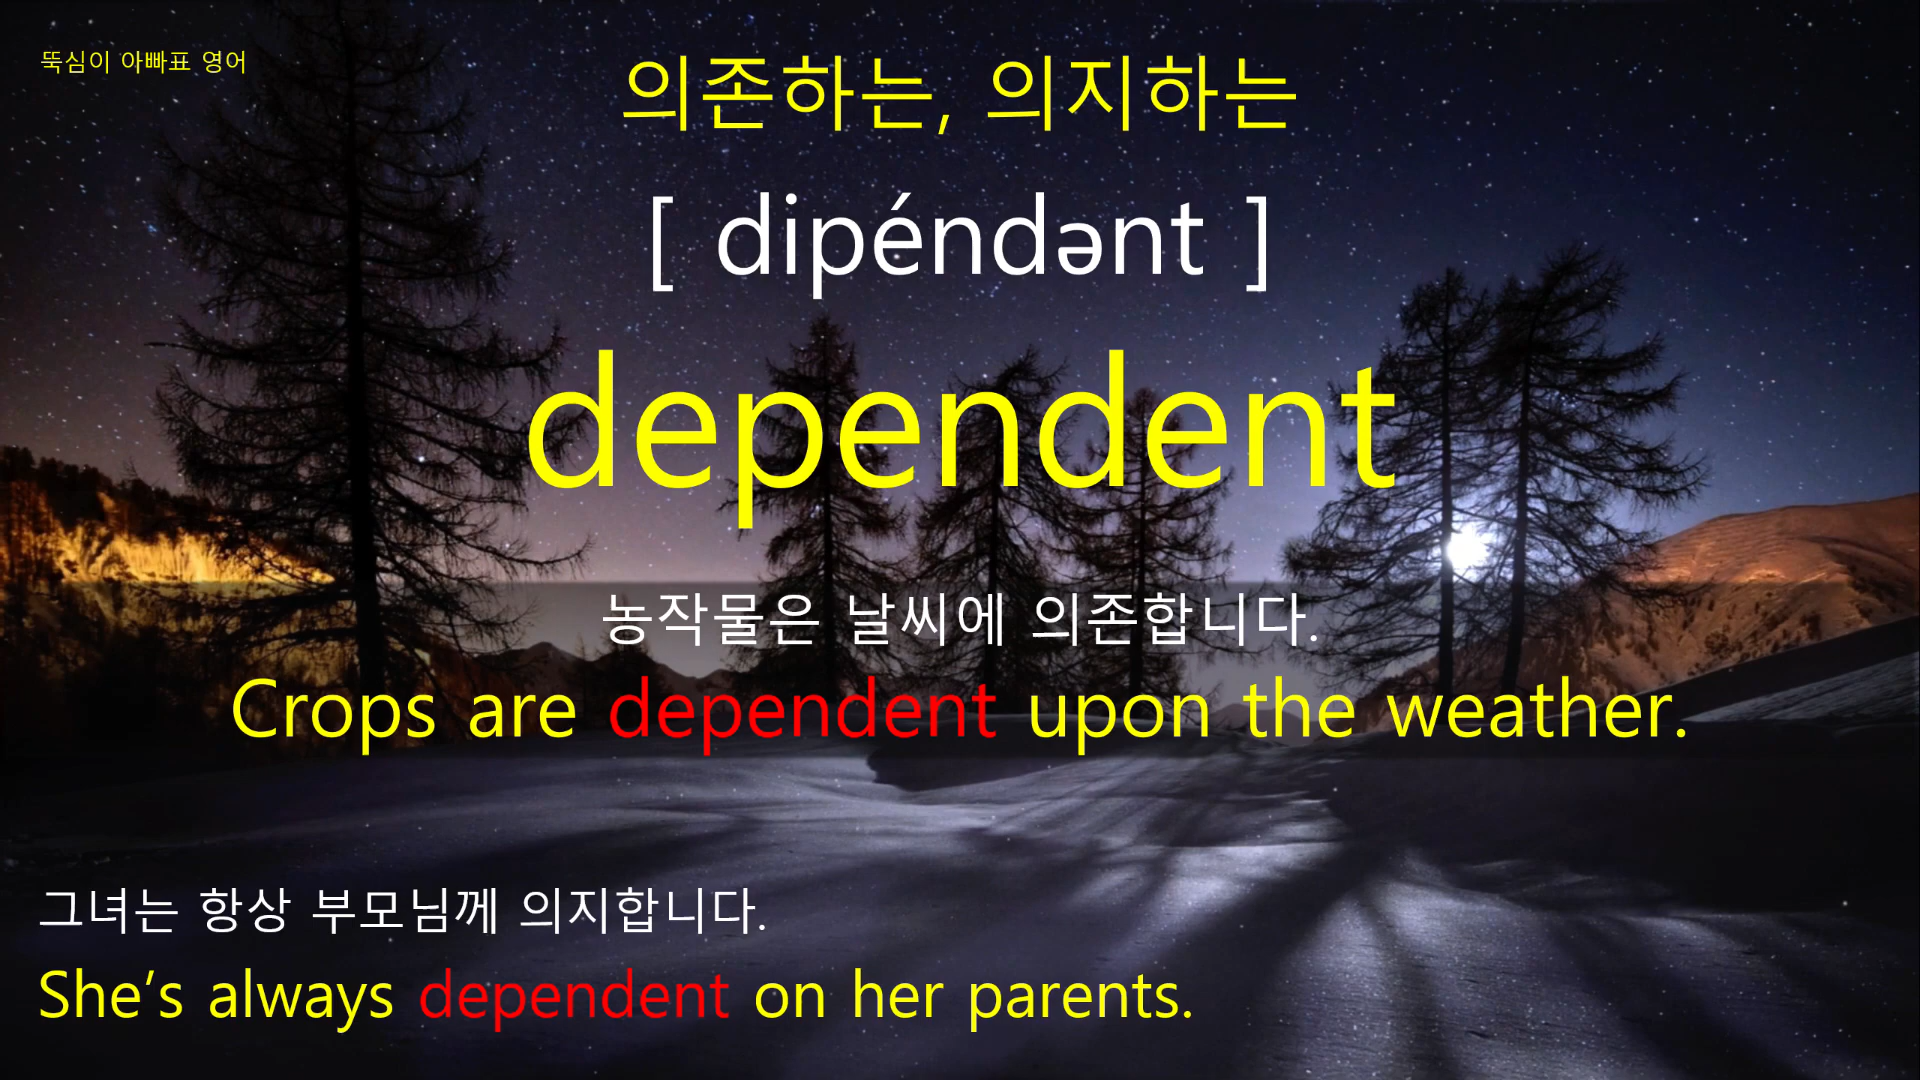 뚝심이 아빠표 영어
의존하는, 의지하는
[ dipéndənt ]
dependent
농작물은 날씨에 의존합니다.
Crops are dependent upon the weather.
그녀는 항상 부모님께 의지합니다.
She’s always dependent on her parents.